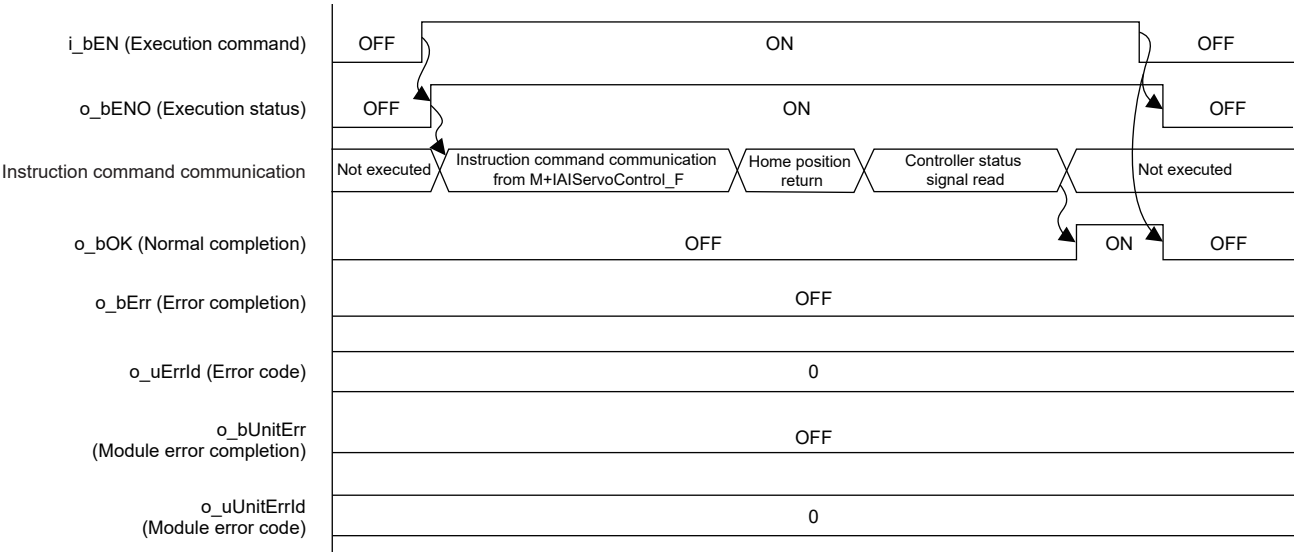 i_bEN (Execution command) OFF ON OFF
o_bENO (Execution status) OFF ON OFF
Instruction command communication Not executed Instruction command communication
from M+IAIServoControl_F Home position
return Controller status
signal read Not executed
o_bOK (Normal completion) OFF ON OFF
o_bErr (Error completion) OFF
o_uErrId (Error code) 0
o_bUnitErr
(Module error completion) OFF
o_uUnitErrId
(Module error code) 0